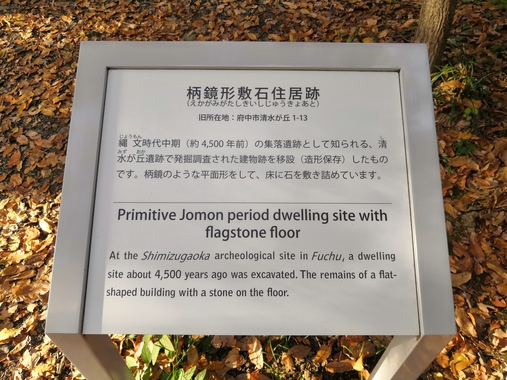 柄鏡形敷石住居跡
(えかがみがたしきいしじゅうきょあと)
旧所在地：府中市清水が丘 1-13
縄文時代中期（約 4,500 年前）の集落遺跡として知られる、清
水が丘遺跡で発掘調査された建物跡を移設（造形保存）したもの
です。柄鏡のような平面形をして、床に石を敷き詰めています。
Primitive Jomon period dwelling site with
flagstone floor
At the Shimizugaoka archeological site in Fuchu, a dwelling
site about 4,500 years ago was excavated. The remains of a flat-
shaped building with a stone on the floor.